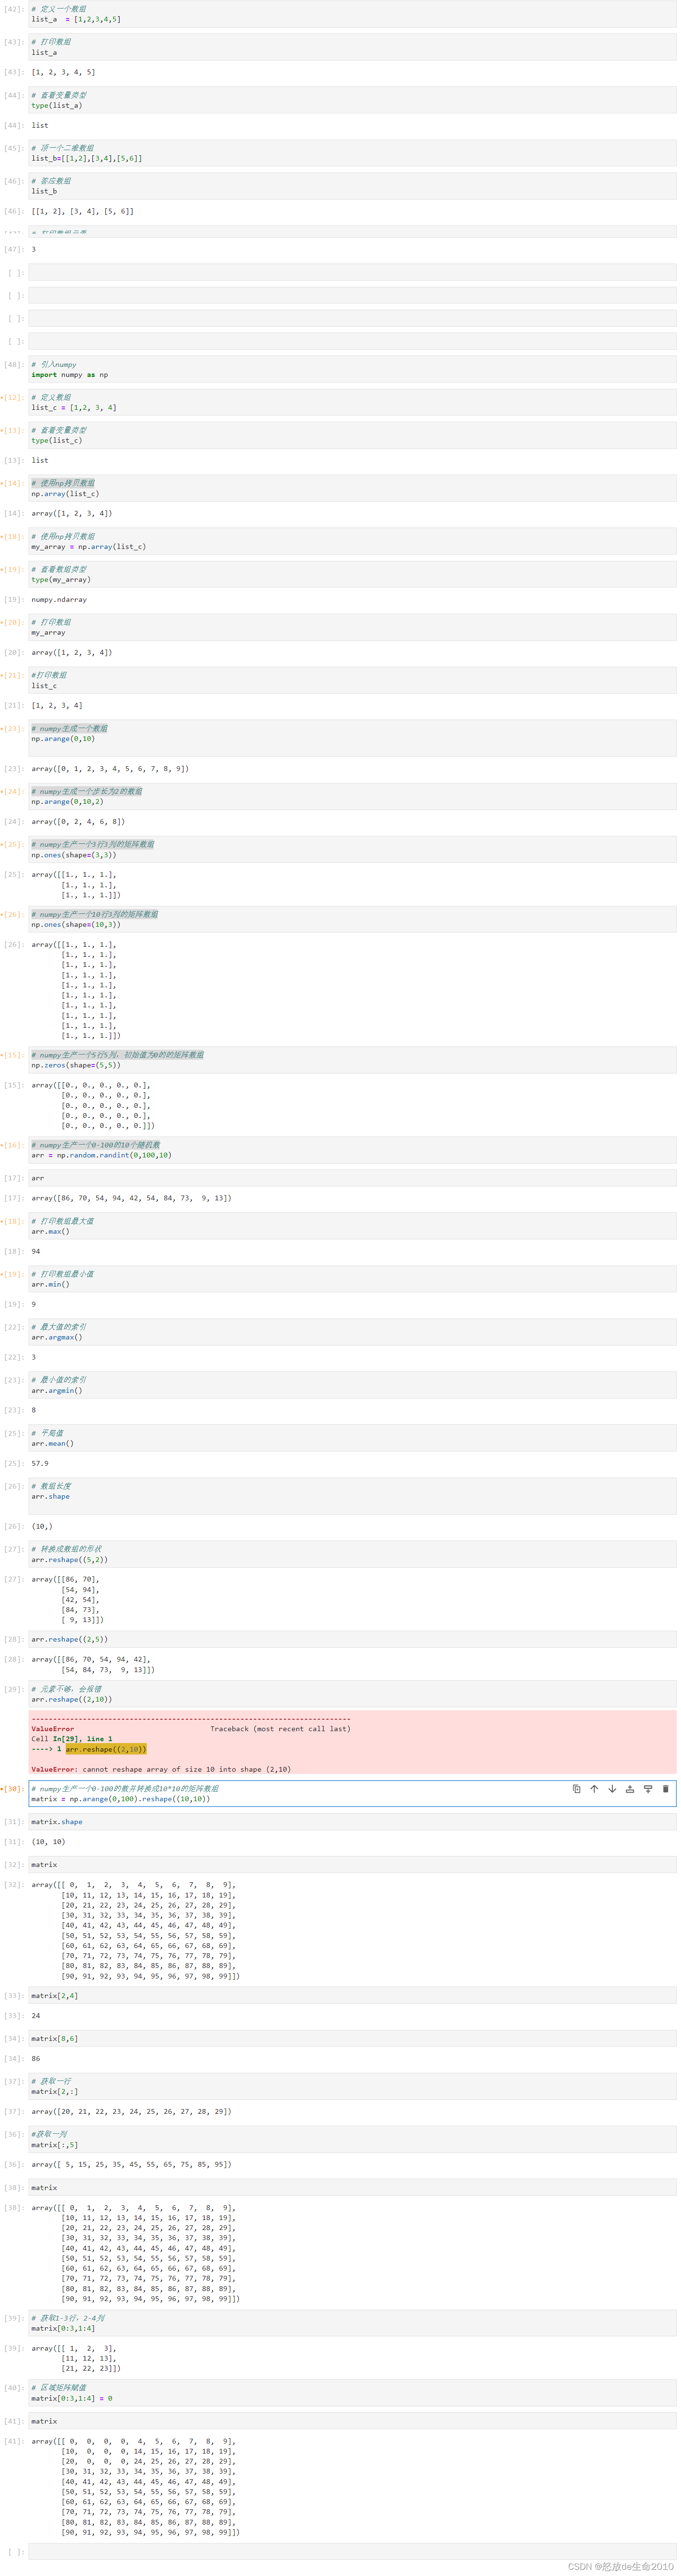 [42]: # 定义一个数组
list_a  = [1,2,3,4,5]
[43]: # 打印数组
list_a
[43]: [1, 2, 3, 4, 5]
[44]: # 查看变量类型
type(list_a)
[44]: list
[45]: # 顶一个二维数组
list_b=[[1,2],[3,4],[5,6]]
[46]: # 答应数组
list_b
[46]: [[1, 2], [3, 4], [5, 6]]
[47]: # 打印数组元素
[47]: 3
[ ]:
[ ]:
[ ]:
[ ]:
[48]: # 引入numpy
import numpy as np
•[12]: # 定义数组
list_c = [1,2, 3, 4]
•[13]: # 查看变量类型
type(list_c)
[13]: list
•[14]: # 使用np拷贝数组
np.array(list_c)
[14]: array([1, 2, 3, 4])
•[18]: # 使用np拷贝数组
my_array = np.array(list_c)
•[19]: # 查看数组类型
type(my_array)
[19]: numpy.ndarray
•[20]: # 打印数组
my_array
[20]: array([1, 2, 3, 4])
•[21]: #打印数组
list_c
[21]: [1, 2, 3, 4]
•[23]: # numpy生成一个数组
np.arange(0,10)
[23]: array([0, 1, 2, 3, 4, 5, 6, 7, 8, 9])
•[24]: # numpy生成一个步长为2的数组
np.arange(0,10,2)
[24]: array([0, 2, 4, 6, 8])
•[25]: # numpy生产一个3行3列的矩阵数组
np.ones(shape=(3,3))
[25]: array([[1., 1., 1.],
[1., 1., 1.],
[1., 1., 1.]])
•[26]: # numpy生产一个10行3列的矩阵数组
np.ones(shape=(10,3))
[26]: array([[1., 1., 1.],
[1., 1., 1.],
[1., 1., 1.],
[1., 1., 1.],
[1., 1., 1.],
[1., 1., 1.],
[1., 1., 1.],
[1., 1., 1.],
[1., 1., 1.],
[1., 1., 1.]])
•[15]: # numpy生产一个5行5列，初始值为0的的矩阵数组
np.zeros(shape=(5,5))
[15]: array([[0., 0., 0., 0., 0.],
[0., 0., 0., 0., 0.],
[0., 0., 0., 0., 0.],
[0., 0., 0., 0., 0.],
[0., 0., 0., 0., 0.]])
•[16]: # numpy生产一个0-100的10个随机数
arr = np.random.randint(0,100,10)
[17]: arr
[17]: array([86, 70, 54, 94, 42, 54, 84, 73,  9, 13])
•[18]: # 打印数组最大值
arr.max()
[18]: 94
•[19]: # 打印数组最小值
arr.min()
[19]: 9
[22]: # 最大值的索引
arr.argmax()
[22]: 3
[23]: # 最小值的索引
arr.argmin()
[23]: 8
[25]: # 平局值
arr.mean()
[25]: 57.9
[26]: # 数组长度
arr.shape
[26]: (10,)
[27]: # 转换成数组的形状
arr.reshape((5,2))
[27]: array([[86, 70],
[54, 94],
[42, 54],
[84, 73],
[ 9, 13]])
[28]: arr.reshape((2,5))
[28]: array([[86, 70, 54, 94, 42],
[54, 84, 73,  9, 13]])
[29]: # 元素不够，会报错
arr.reshape((2,10))
---------------------------------------------------------------------------
ValueError                                Traceback (most recent call last)
Cell In[29], line 1
----> 1 arr.reshape((2,10))
ValueError: cannot reshape array of size 10 into shape (2,10)
•[30]: # numpy生产一个0-100的数并转换成10*10的矩阵数组
matrix = np.arange(0,100).reshape((10,10))
[31]: matrix.shape
[31]: (10, 10)
[32]: matrix
[32]: array([[ 0,  1,  2,  3,  4,  5,  6,  7,  8,  9],
[10, 11, 12, 13, 14, 15, 16, 17, 18, 19],
[20, 21, 22, 23, 24, 25, 26, 27, 28, 29],
[30, 31, 32, 33, 34, 35, 36, 37, 38, 39],
[40, 41, 42, 43, 44, 45, 46, 47, 48, 49],
[50, 51, 52, 53, 54, 55, 56, 57, 58, 59],
[60, 61, 62, 63, 64, 65, 66, 67, 68, 69],
[70, 71, 72, 73, 74, 75, 76, 77, 78, 79],
[80, 81, 82, 83, 84, 85, 86, 87, 88, 89],
[90, 91, 92, 93, 94, 95, 96, 97, 98, 99]])
[33]: matrix[2,4]
[33]: 24
[34]: matrix[8,6]
[34]: 86
[37]: # 获取一行
matrix[2,:]
[37]: array([20, 21, 22, 23, 24, 25, 26, 27, 28, 29])
[36]: #获取一列
matrix[:,5]
[36]: array([ 5, 15, 25, 35, 45, 55, 65, 75, 85, 95])
[38]: matrix
[38]: array([[ 0,  1,  2,  3,  4,  5,  6,  7,  8,  9],
[10, 11, 12, 13, 14, 15, 16, 17, 18, 19],
[20, 21, 22, 23, 24, 25, 26, 27, 28, 29],
[30, 31, 32, 33, 34, 35, 36, 37, 38, 39],
[40, 41, 42, 43, 44, 45, 46, 47, 48, 49],
[50, 51, 52, 53, 54, 55, 56, 57, 58, 59],
[60, 61, 62, 63, 64, 65, 66, 67, 68, 69],
[70, 71, 72, 73, 74, 75, 76, 77, 78, 79],
[80, 81, 82, 83, 84, 85, 86, 87, 88, 89],
[90, 91, 92, 93, 94, 95, 96, 97, 98, 99]])
[39]: # 获取1-3行，2-4列
matrix[0:3,1:4]
[39]: array([[ 1,  2,  3],
[11, 12, 13],
[21, 22, 23]])
[40]: # 区域矩阵赋值
matrix[0:3,1:4] = 0
[41]: matrix
[41]: array([[ 0,  0,  0,  0,  4,  5,  6,  7,  8,  9],
[10,  0,  0,  0, 14, 15, 16, 17, 18, 19],
[20,  0,  0,  0, 24, 25, 26, 27, 28, 29],
[30, 31, 32, 33, 34, 35, 36, 37, 38, 39],
[40, 41, 42, 43, 44, 45, 46, 47, 48, 49],
[50, 51, 52, 53, 54, 55, 56, 57, 58, 59],
[60, 61, 62, 63, 64, 65, 66, 67, 68, 69],
[70, 71, 72, 73, 74, 75, 76, 77, 78, 79],
[80, 81, 82, 83, 84, 85, 86, 87, 88, 89],
[90, 91, 92, 93, 94, 95, 96, 97, 98, 99]])
[ ]:
CSDN @怒放de生命2010